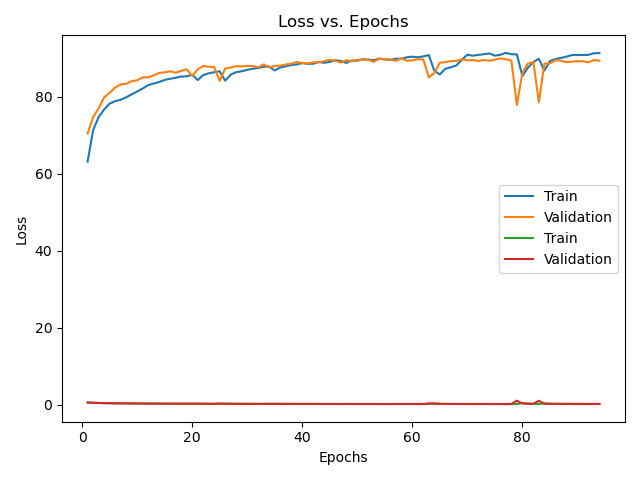 Loss vs. Epochs
Loss
80
60
40
20
0
Train
Validation
Train
Validation
0 20 40 60 80
Epochs